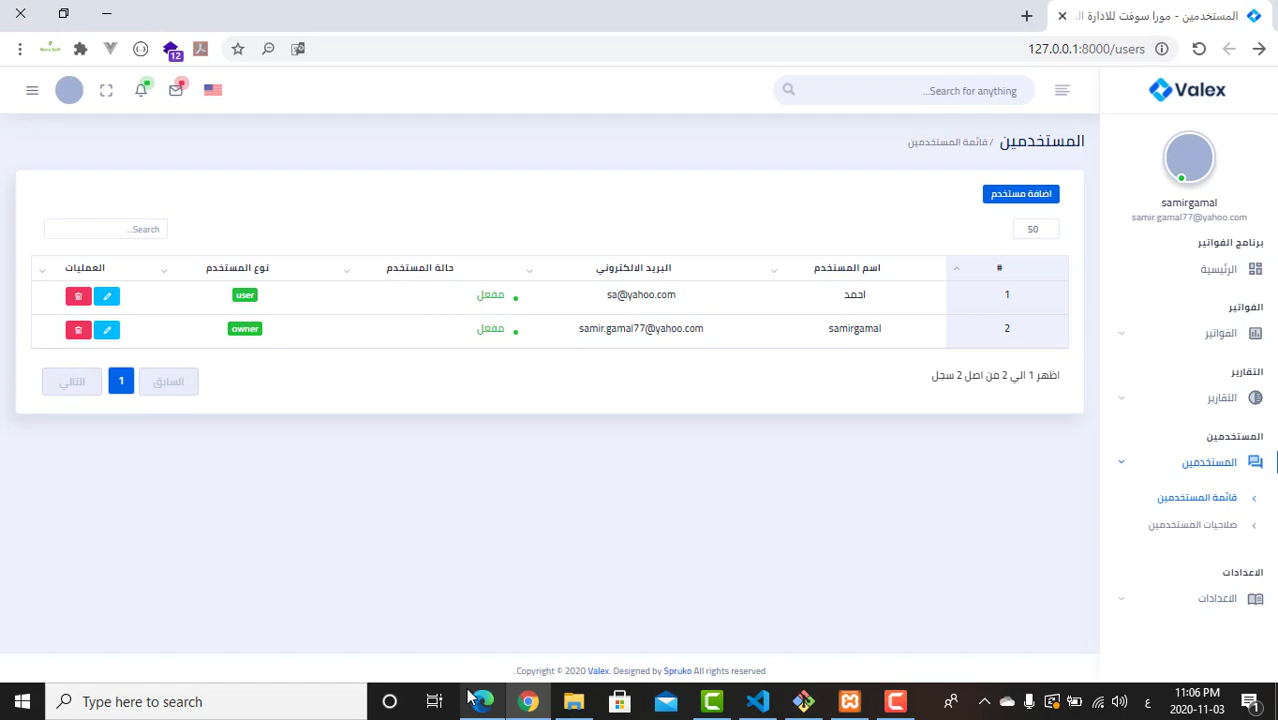 المستخدمين - مورا سوفت للادارة ال
127.0.0.1:8000/users
12
Search for anything...
Valex
samirgamal
samir.gamal77@yahoo.com
برنامج الفواتير
الرئيسية
الفواتير
الفواتير
التقارير
التقارير
المستخدمين
المستخدمين
قائمة المستخدمين
صلاحيات المستخدمين
الاعدادات
الاعدادات
المستخدمين / قائمة المستخدمين
اضافة مستخدم
50
Search...
# اسم المستخدم البريد الالكتروني حالة المستخدم نوع المستخدم العمليات
1 احمد sa@yahoo.com مفعل user
2 samirgamal samir.gamal77@yahoo.com مفعل owner
اظهر 1 الي 2 من اصل 2 سجل
السابق 1 التالي
Copyright © 2020 Valex. Designed by Spruko All rights reserved.
Type here to search
ع
11:06 PM
2020-11-03
1